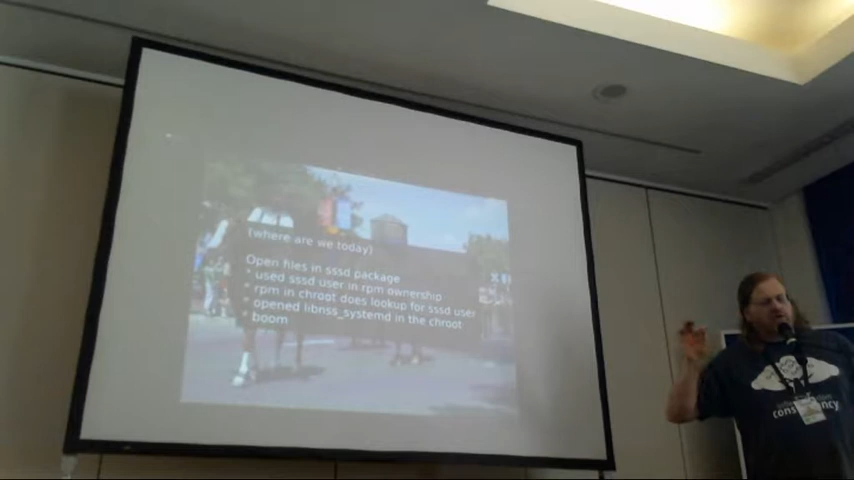 (where are we today)
Open files in sssd package
* used sssd user in rpm ownership
* rpm in chroot does lookup for sssd user
* opened libnss_systemd in the chroot
boom